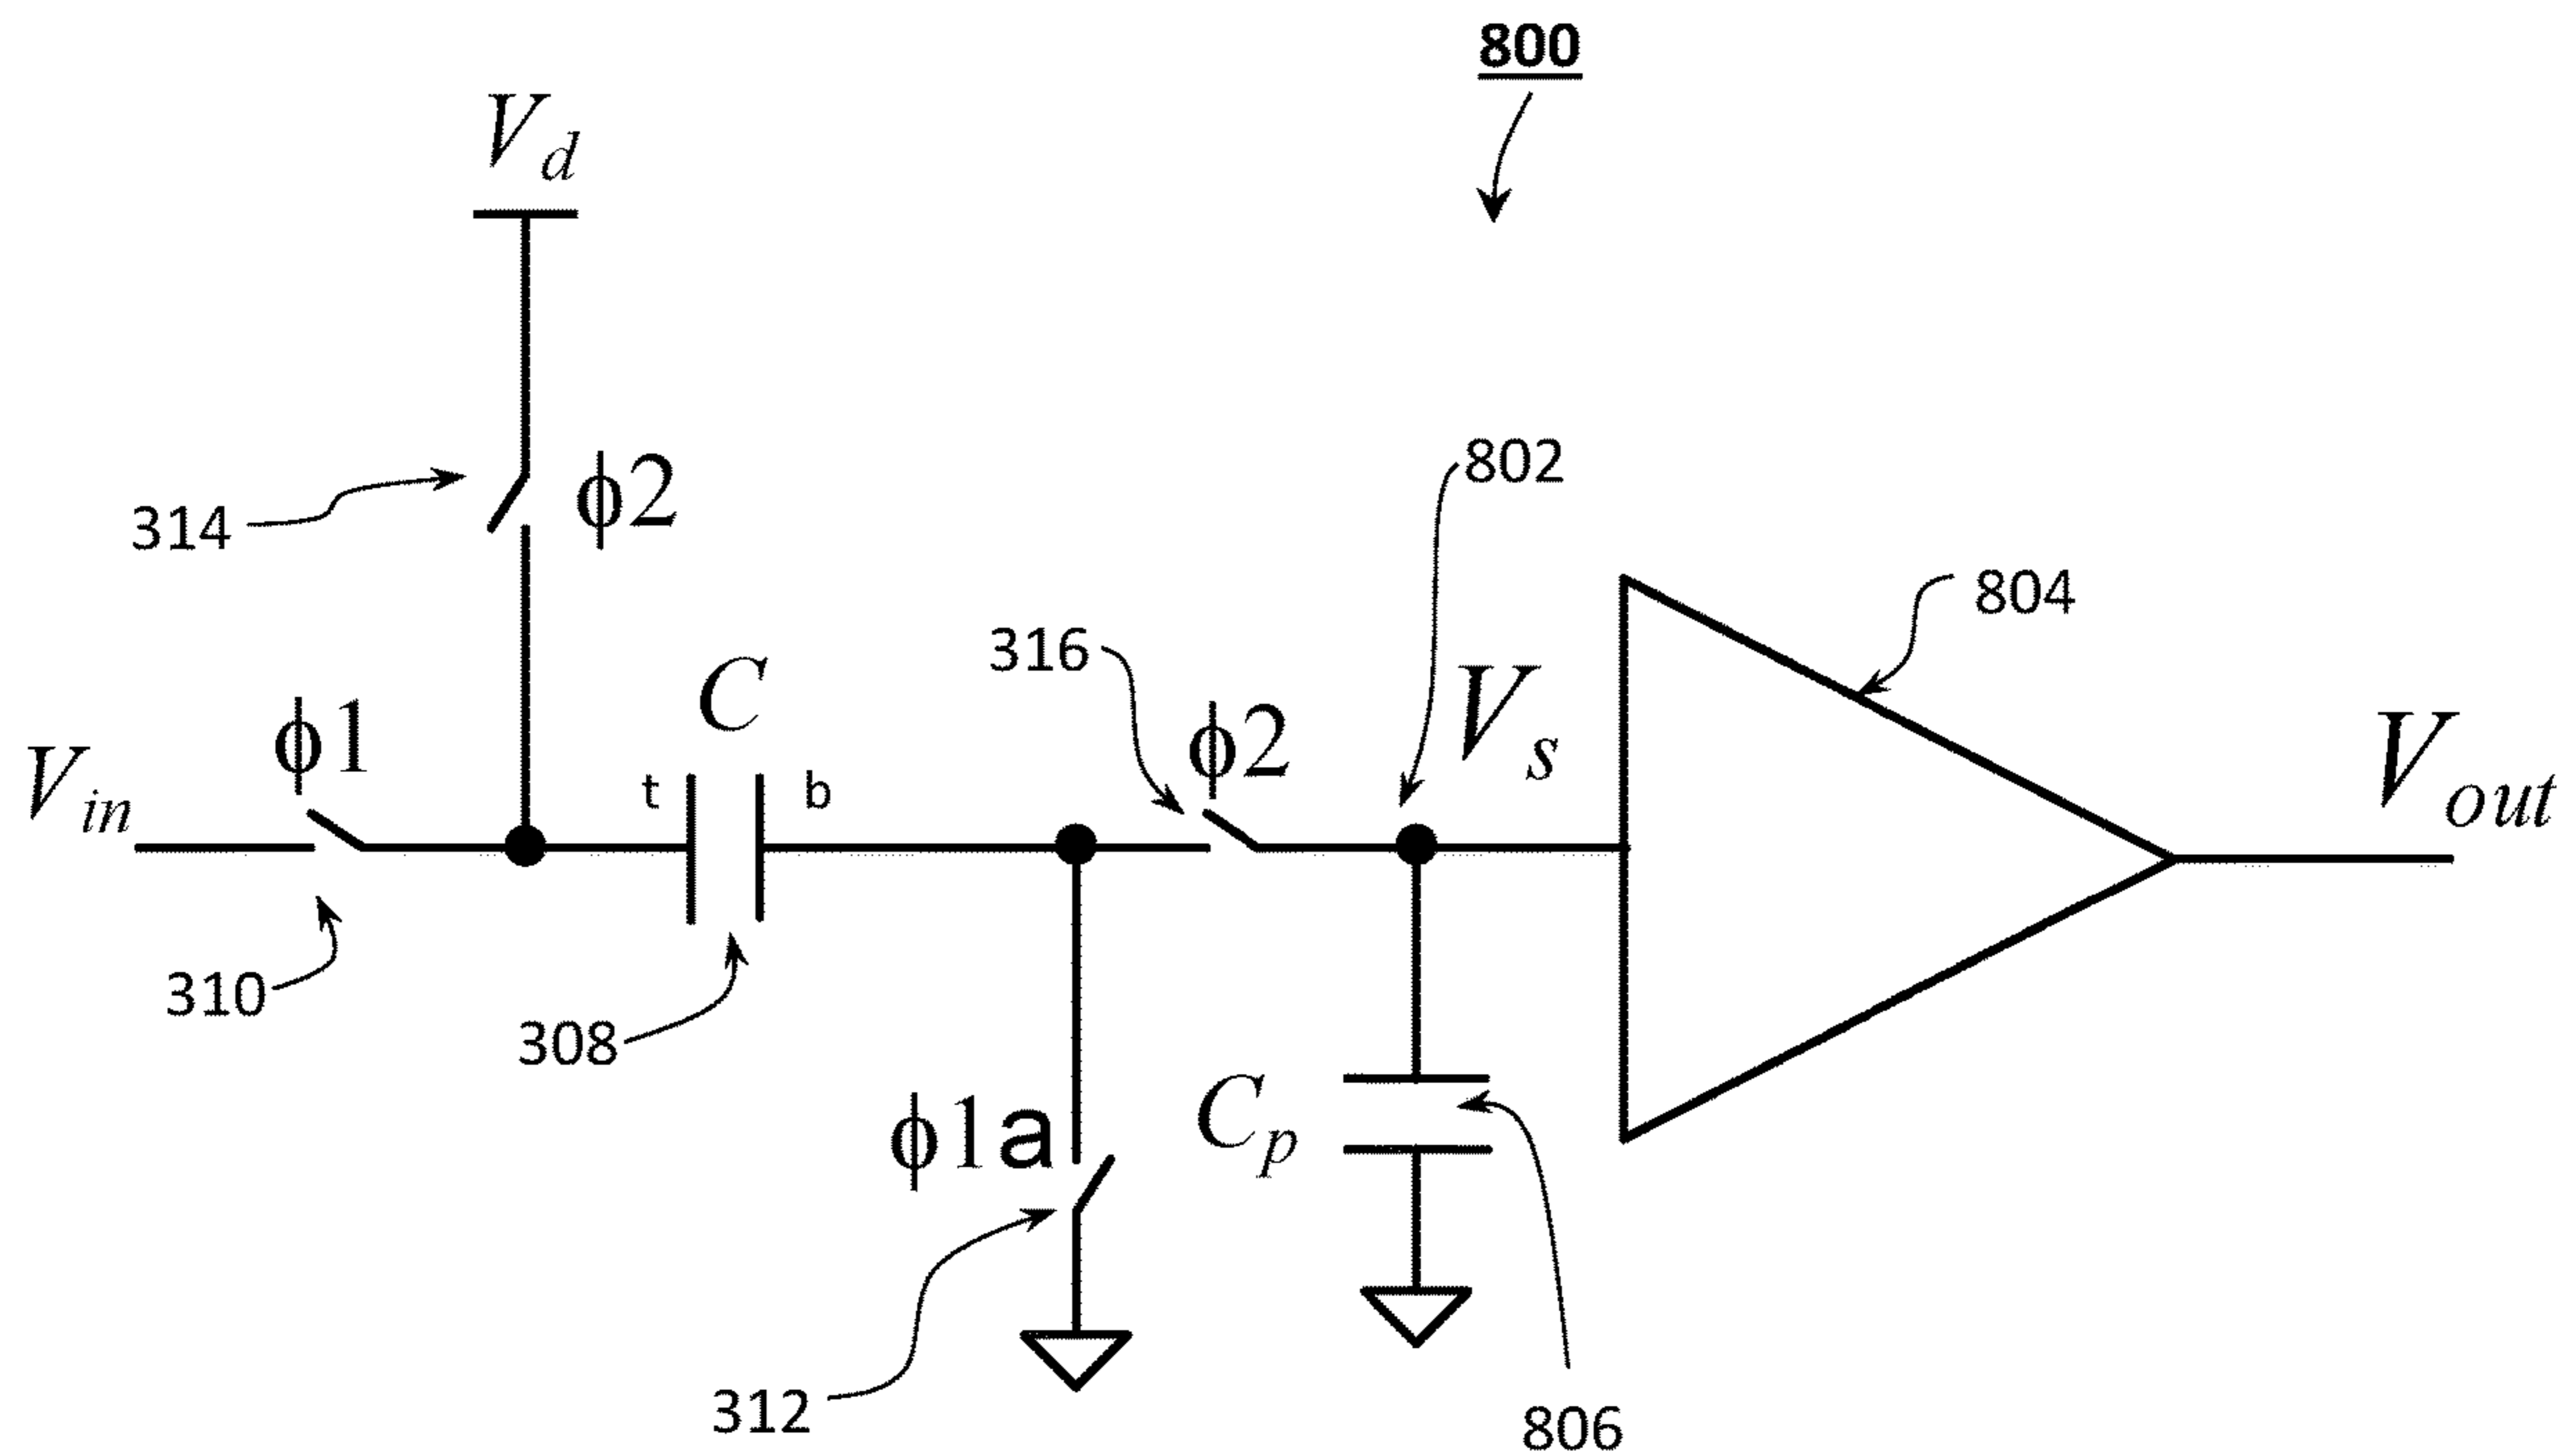 800
V_d
802
314
ϕ2
804
316
C
V_s
ϕ1
ϕ2
V_in
t
b
V_out
310
308
ϕ1a
C_p
312
806